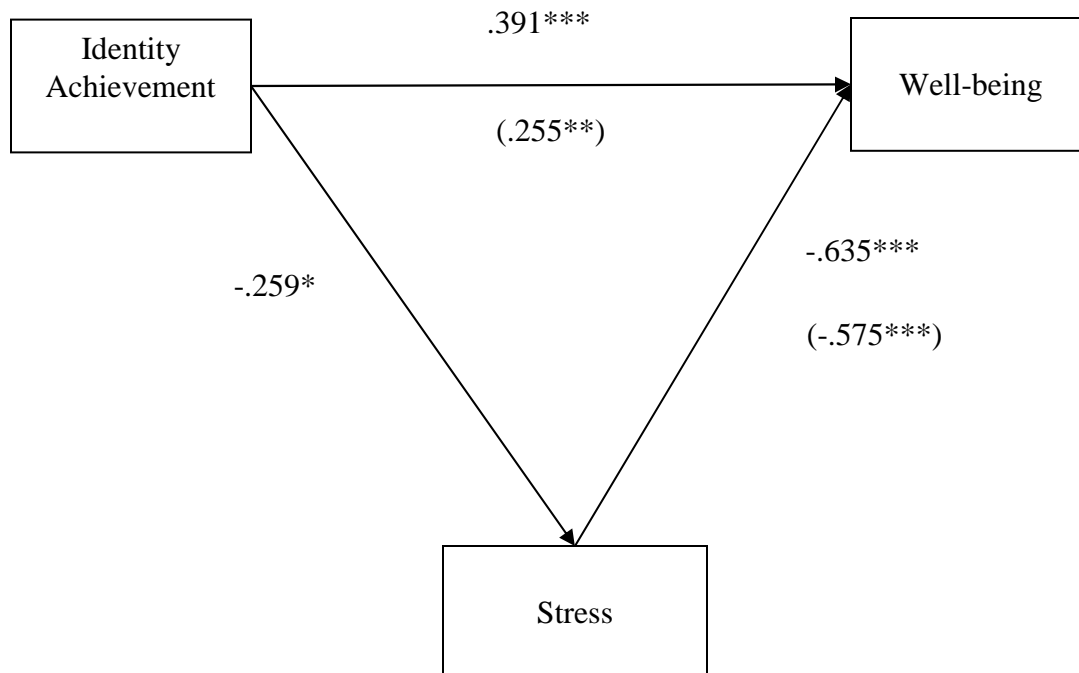 .391***
Identity
Achievement
Well-being
(.255**)
-.635***
-.259*
(-.575***)
Stress